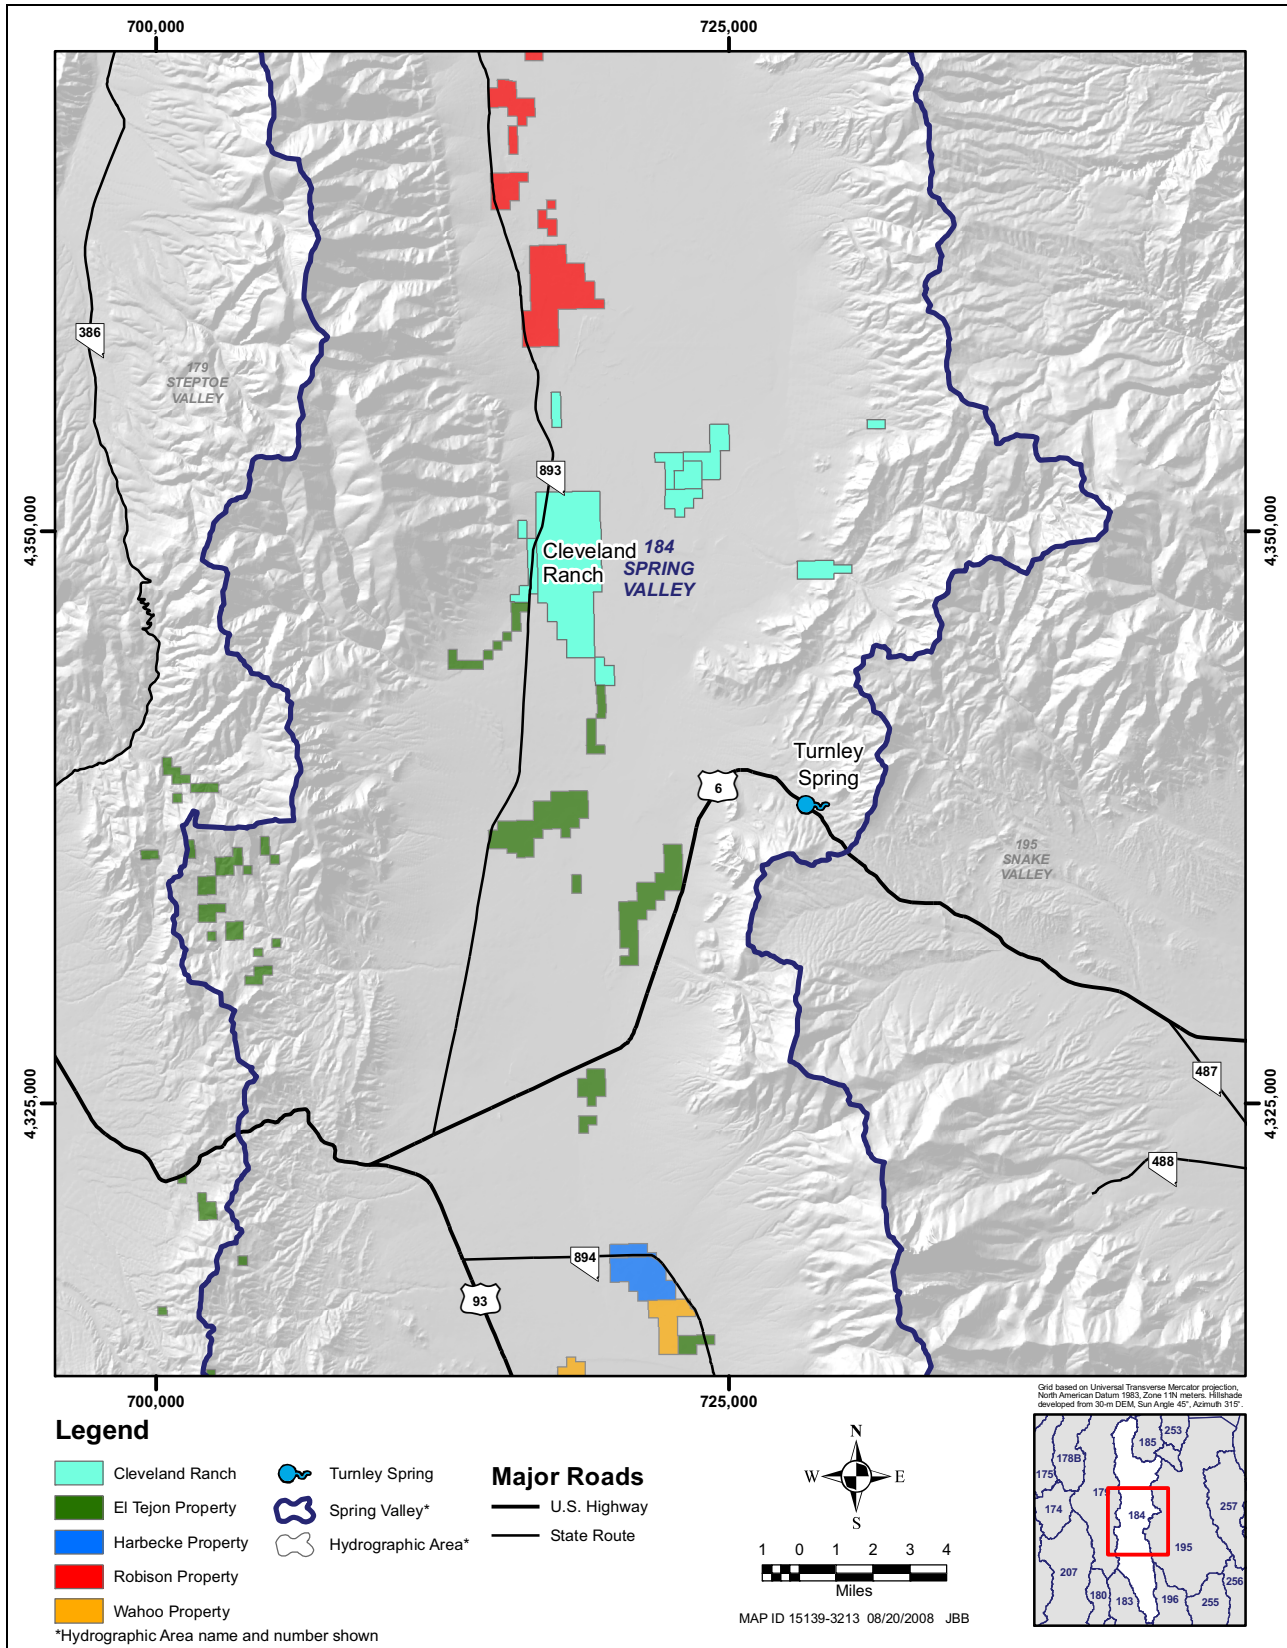 700,000
725,000
386
179
STEPTOE
VALLEY
893
4,350,000
4,350,000
Cleveland
Ranch
184
SPRING
VALLEY
Turnley
Spring
6
195
SNAKE
VALLEY
487
4,325,000
4,325,000
488
894
93
700,000
725,000
Grid based on Universal Transverse Mercator projection,
North American Datum 1983, Zone 11N meters. Hillshade
developed from 30-m DEM, Sun Angle 45°, Azimuth 315°.
Legend
Cleveland Ranch
El Tejon Property
Harbecke Property
Robison Property
Wahoo Property
*Hydrographic Area name and number shown
Turnley Spring
Spring Valley*
Hydrographic Area*
Major Roads
U.S. Highway
State Route
N
W E
S
1 0 1 2 3 4
Miles
MAP ID 15139-3213 08/20/2008 JBB
253
185
178B
175
174
184
257
195
207
180
183
196
255
256